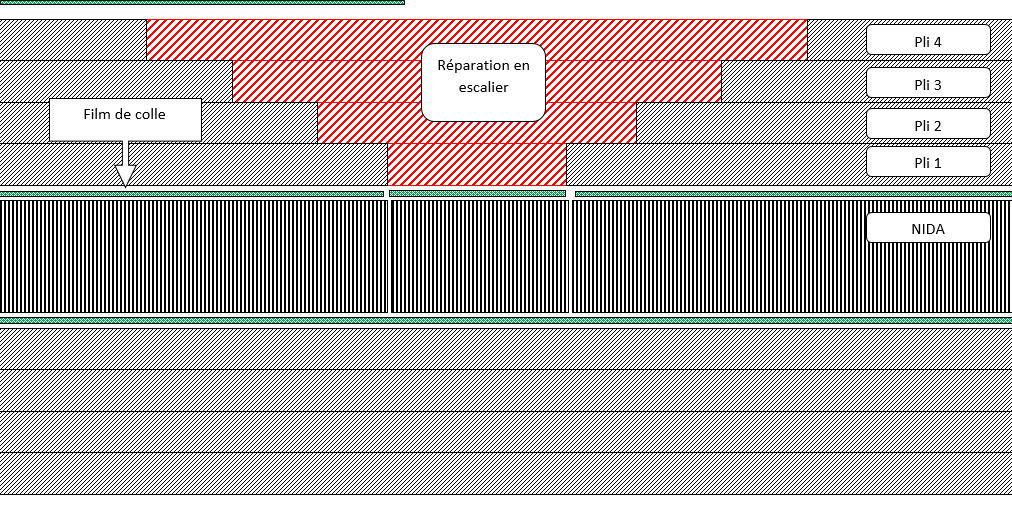 Pli 4
Réparation en
escalier
Pli 3
Film de colle
Pli 2
Pli 1
NIDA